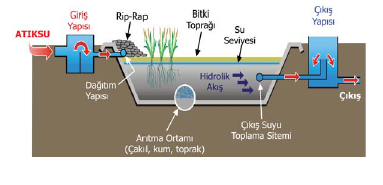 Giriş
Yapısı
Rip-Rap
Bitki
Toprağı
Su
Seviyesi
Çıkış
Yapısı
ATIKSU
Dağıtım
Yapısı
Hidrolik
Akış
Çıkış
Arıtma Ortamı
(Çakıl, kum, toprak)
Çıkış Suyu
Toplama Sitemi